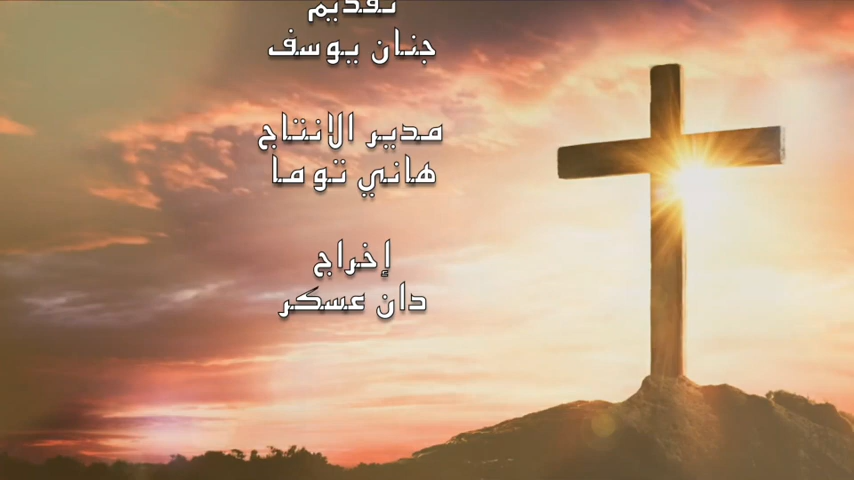 تقديم
جنان يوسف
مدير الانتاج
هاني توما
إخراج
دان عسكر